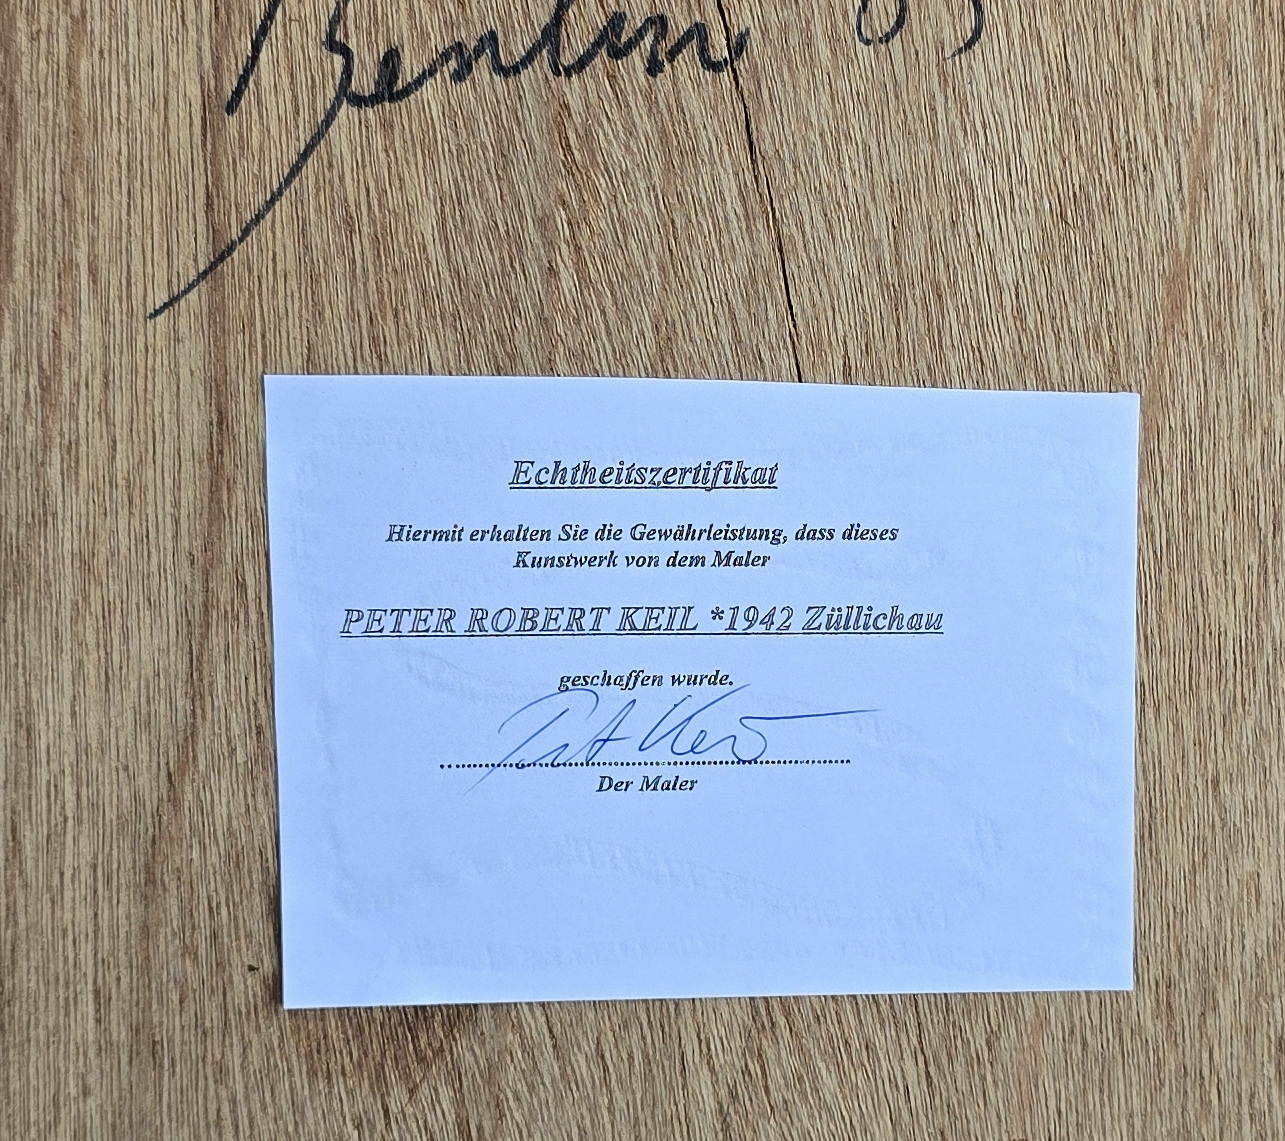 Berlin
Echtheitszertifikat
Hiermit erhalten Sie die Gewährleistung, dass dieses
Kunstwerk von dem Maler
PETER ROBERT KEIL *1942 Züllichau
geschaffen wurde.
Der Maler